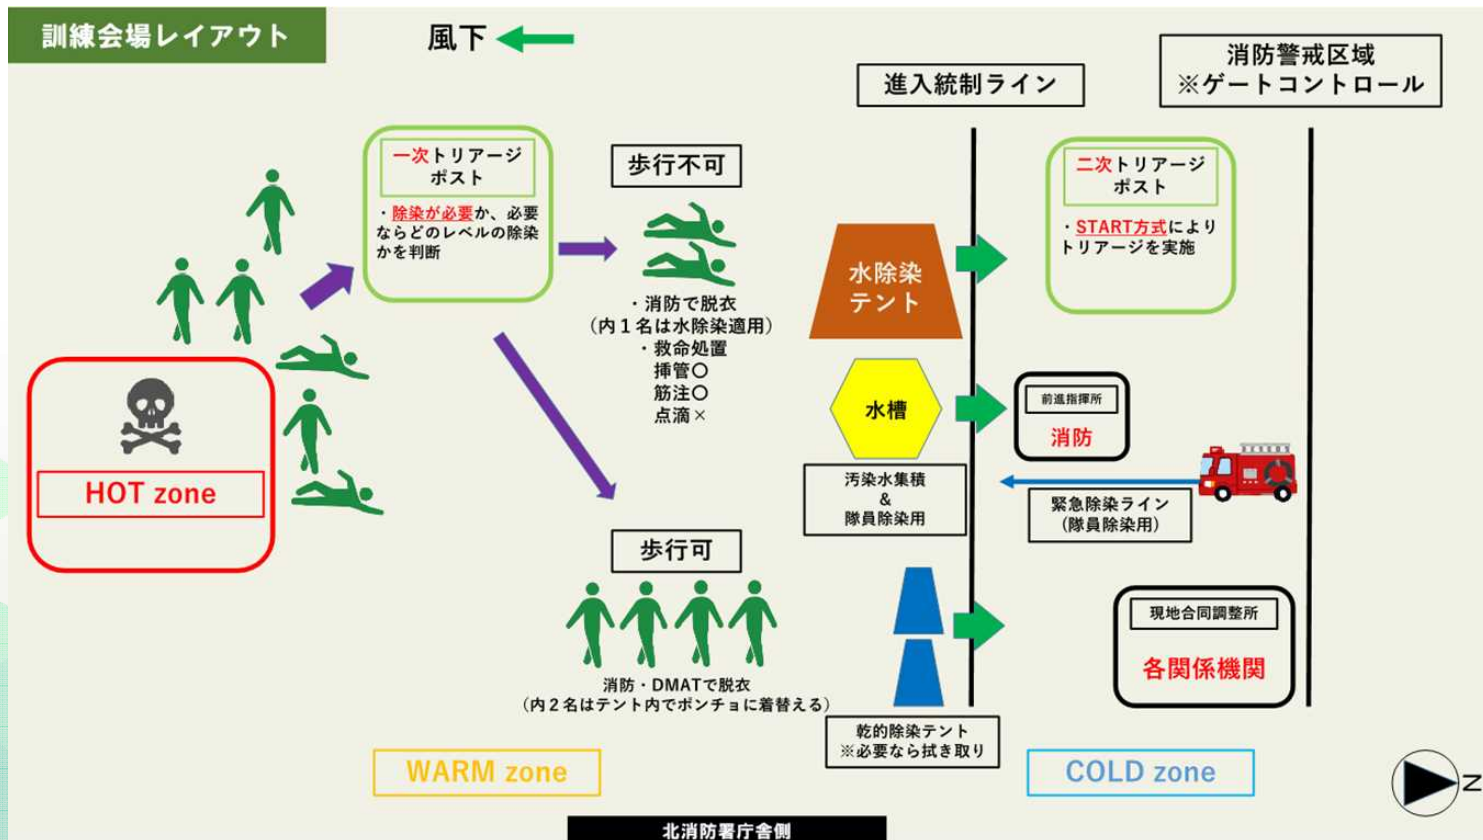 訓練会場レイアウト
風下
進入統制ライン
消防警戒区域
※ゲートコントロール
一次トリアージ
ポスト
・除染が必要か、必要
ならどのレベルの除染
かを判断
歩行不可
・消防で脱衣
（内１名は水除染適用）
・救命処置
挿管〇
筋注〇
点滴×
水除染
テント
二次トリアージ
ポスト
・START方式により
トリアージを実施
HOT zone
水槽
汚染水集積
&
隊員除染用
前進指揮所
消防
緊急除染ライン
（隊員除染用）
歩行可
消防・DMATで脱衣
（内２名はテント内でポンチョに着替える）
乾的除染テント
※必要なら拭き取り
現地合同調整所
各関係機関
WARM zone
COLD zone
N
北消防署庁舎側